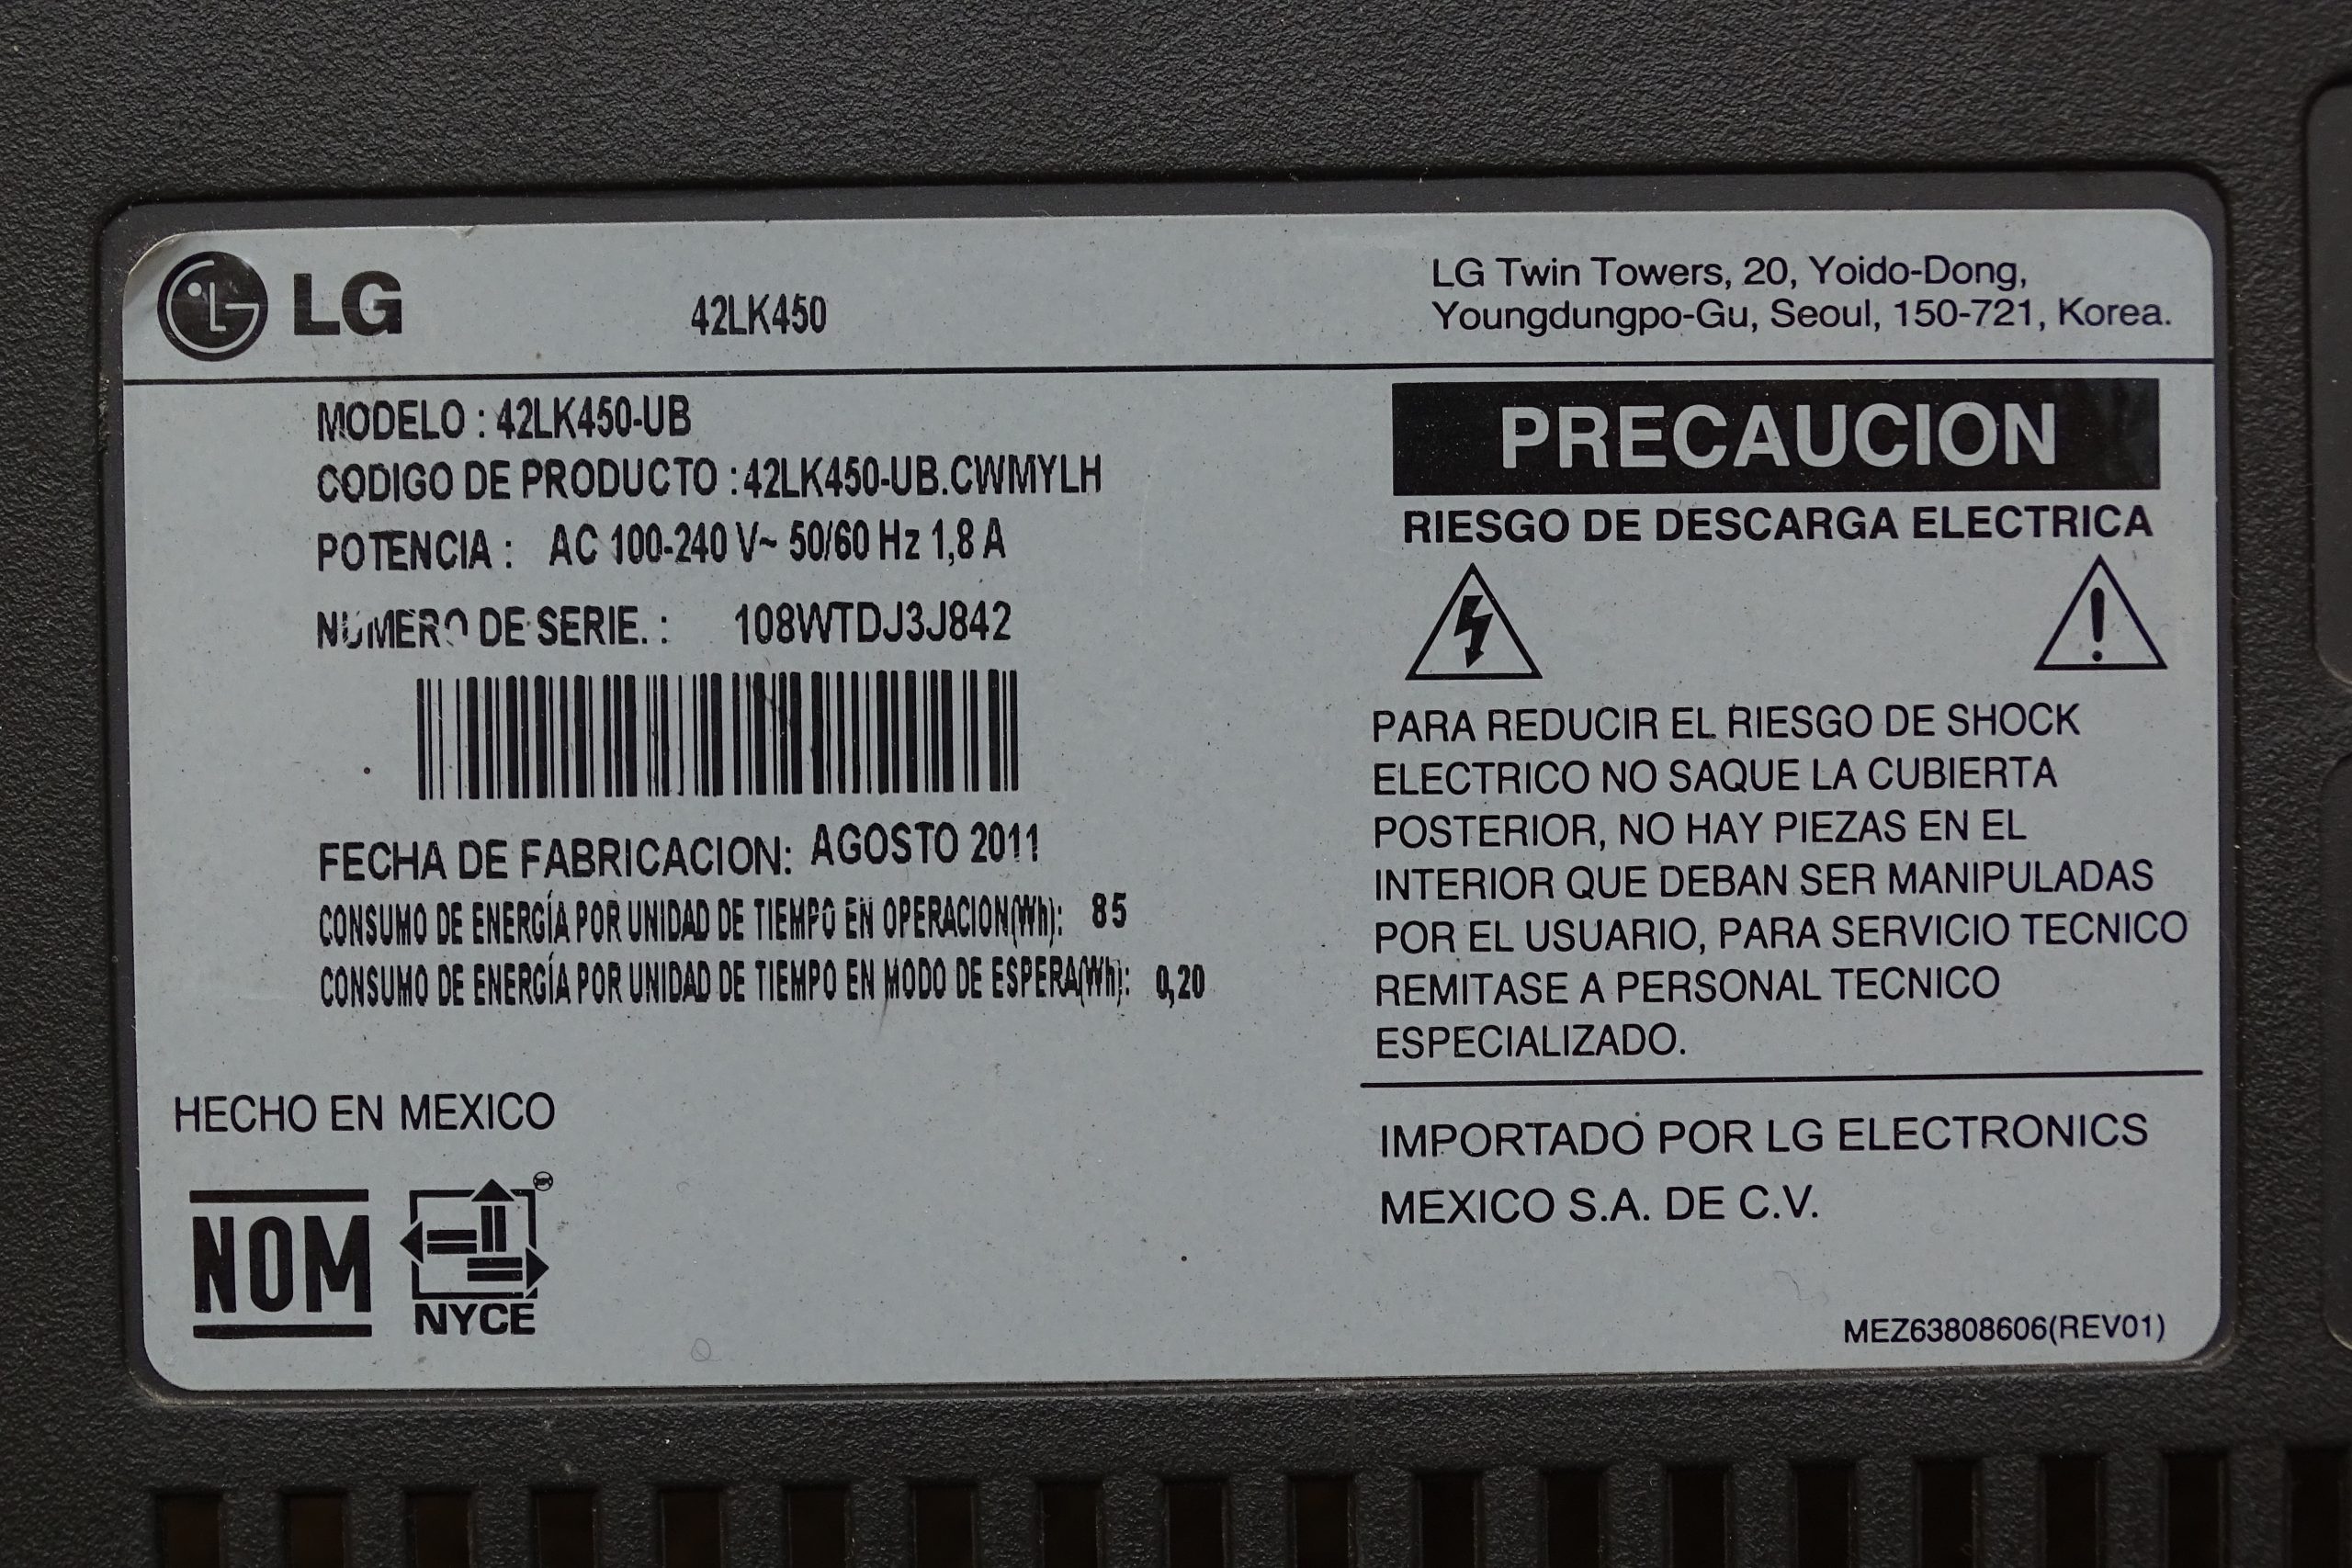 LG
42LK450
LG Twin Towers, 20, Yoido-Dong,
Youngdungpo-Gu, Seoul, 150-721, Korea.
MODELO : 42LK450-UB
CODIGO DE PRODUCTO :42LK450-UB.CWMYLH
POTENCIA : AC 100-240 V~ 50/60 Hz 1,8 A
NUMERO DE SERIE. : 108WTDJ3J842
FECHA DE FABRICACION: AGOSTO 2011
CONSUMO DE ENERGÍA POR UNIDAD DE TIEMPO EN OPERACION(Wh): 85
CONSUMO DE ENERGÍA POR UNIDAD DE TIEMPO EN MODO DE ESPERA(Wh): 0,20
HECHO EN MEXICO
NOM
NYCE
PRECAUCION
RIESGO DE DESCARGA ELECTRICA
PARA REDUCIR EL RIESGO DE SHOCK
ELECTRICO NO SAQUE LA CUBIERTA
POSTERIOR, NO HAY PIEZAS EN EL
INTERIOR QUE DEBAN SER MANIPULADAS
POR EL USUARIO, PARA SERVICIO TECNICO
REMITASE A PERSONAL TECNICO
ESPECIALIZADO.
IMPORTADO POR LG ELECTRONICS
MEXICO S.A. DE C.V.
MEZ63808606(REV01)